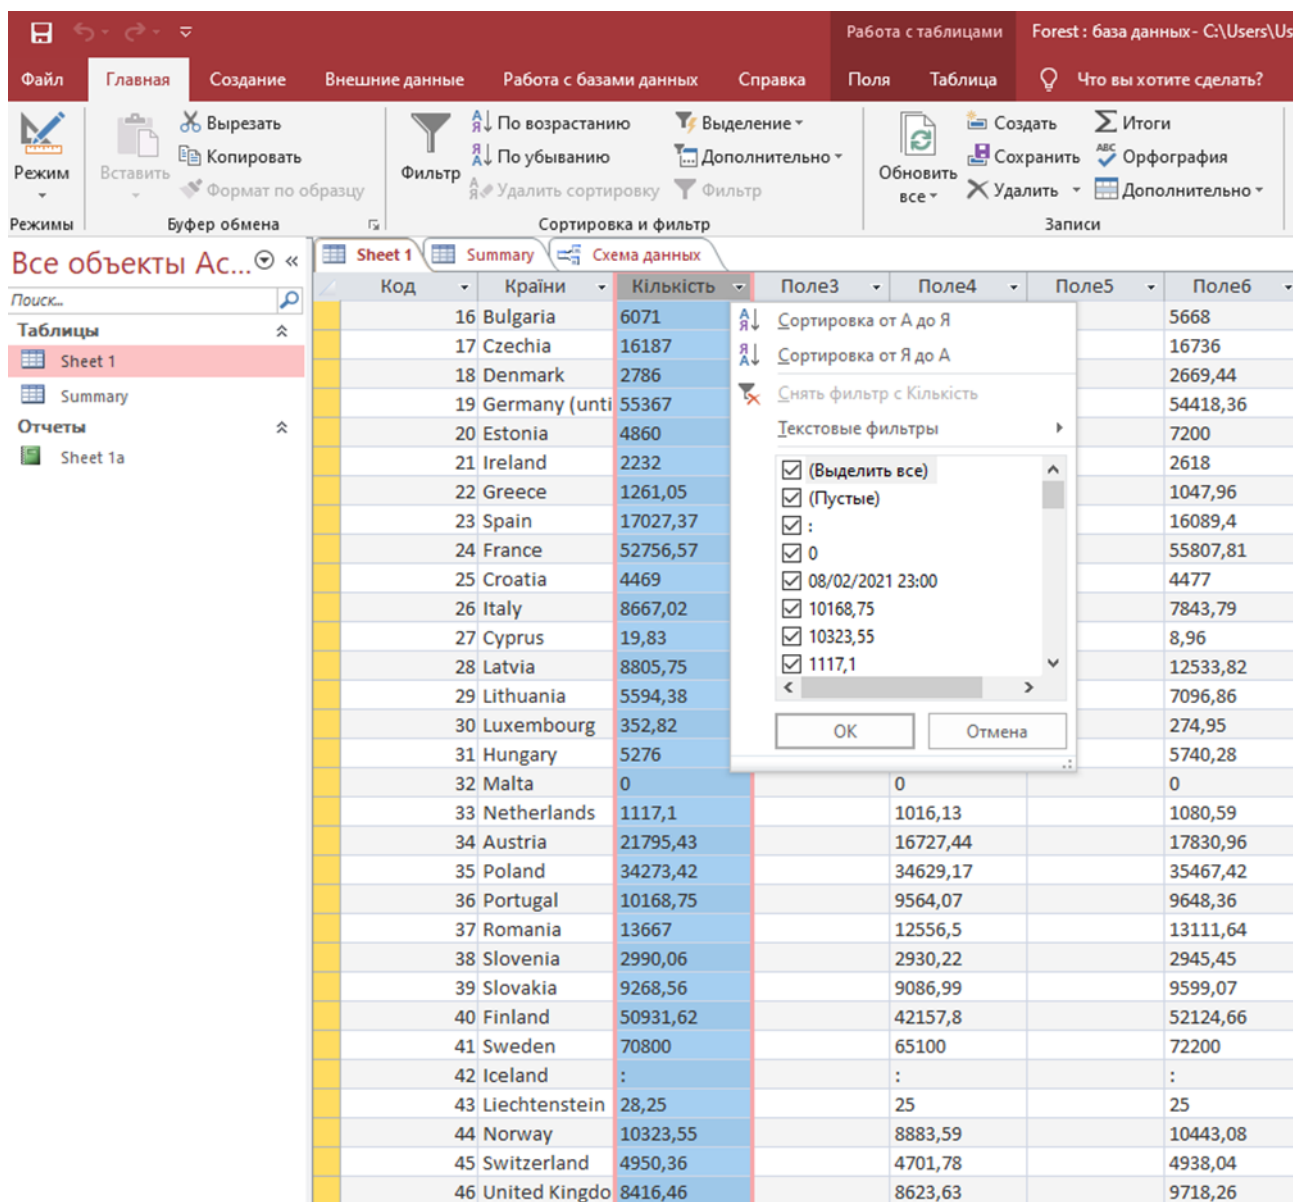 Работа с таблицами Forest : база данных- C:\Users\Us
Файл Главная Создание Внешние данные Работа с базами данных Справка Поля Таблица Что вы хотите сделать?
Режим
Режимы
Вставить
Вырезать
Копировать
Формат по образцу
Буфер обмена
Фильтр
А Я По возрастанию
Я А По убыванию
А Я Удалить сортировку
Выделение
Дополнительно
Фильтр
Сортировка и фильтр
Обновить
все
Создать
Сохранить
Удалить
Итоги
ABC Орфография
Дополнительно
Записи
Все объекты Ac... «
Поиск...
Таблицы
Sheet 1
Summary
Отчеты
Sheet 1a
Sheet 1 Summary Схема данных
Код Країни Кількість Поле3 Поле4 Поле5 Поле6
16 Bulgaria 6071 5668
17 Czechia 16187 16736
18 Denmark 2786 2669,44
19 Germany (unti 55367 54418,36
20 Estonia 4860 7200
21 Ireland 2232 2618
22 Greece 1261,05 1047,96
23 Spain 17027,37 16089,4
24 France 52756,57 55807,81
25 Croatia 4469 4477
26 Italy 8667,02 7843,79
27 Cyprus 19,83 8,96
28 Latvia 8805,75 12533,82
29 Lithuania 5594,38 7096,86
30 Luxembourg 352,82 274,95
31 Hungary 5276 5740,28
32 Malta 0 0 0
33 Netherlands 1117,1 1016,13 1080,59
34 Austria 21795,43 16727,44 17830,96
35 Poland 34273,42 34629,17 35467,42
36 Portugal 10168,75 9564,07 9648,36
37 Romania 13667 12556,5 13111,64
38 Slovenia 2990,06 2930,22 2945,45
39 Slovakia 9268,56 9086,99 9599,07
40 Finland 50931,62 42157,8 52124,66
41 Sweden 70800 65100 72200
42 Iceland : : :
43 Liechtenstein 28,25 25 25
44 Norway 10323,55 8883,59 10443,08
45 Switzerland 4950,36 4701,78 4938,04
46 United Kingdo 8416,46 8623,63 9718,26
А Я Сортировка от А до Я
Я А Сортировка от Я до А
Снять фильтр с Кількість
Текстовые фильтры
(Выделить все)
(Пустые)
:
0
08/02/2021 23:00
10168,75
10323,55
1117,1
ОК Отмена